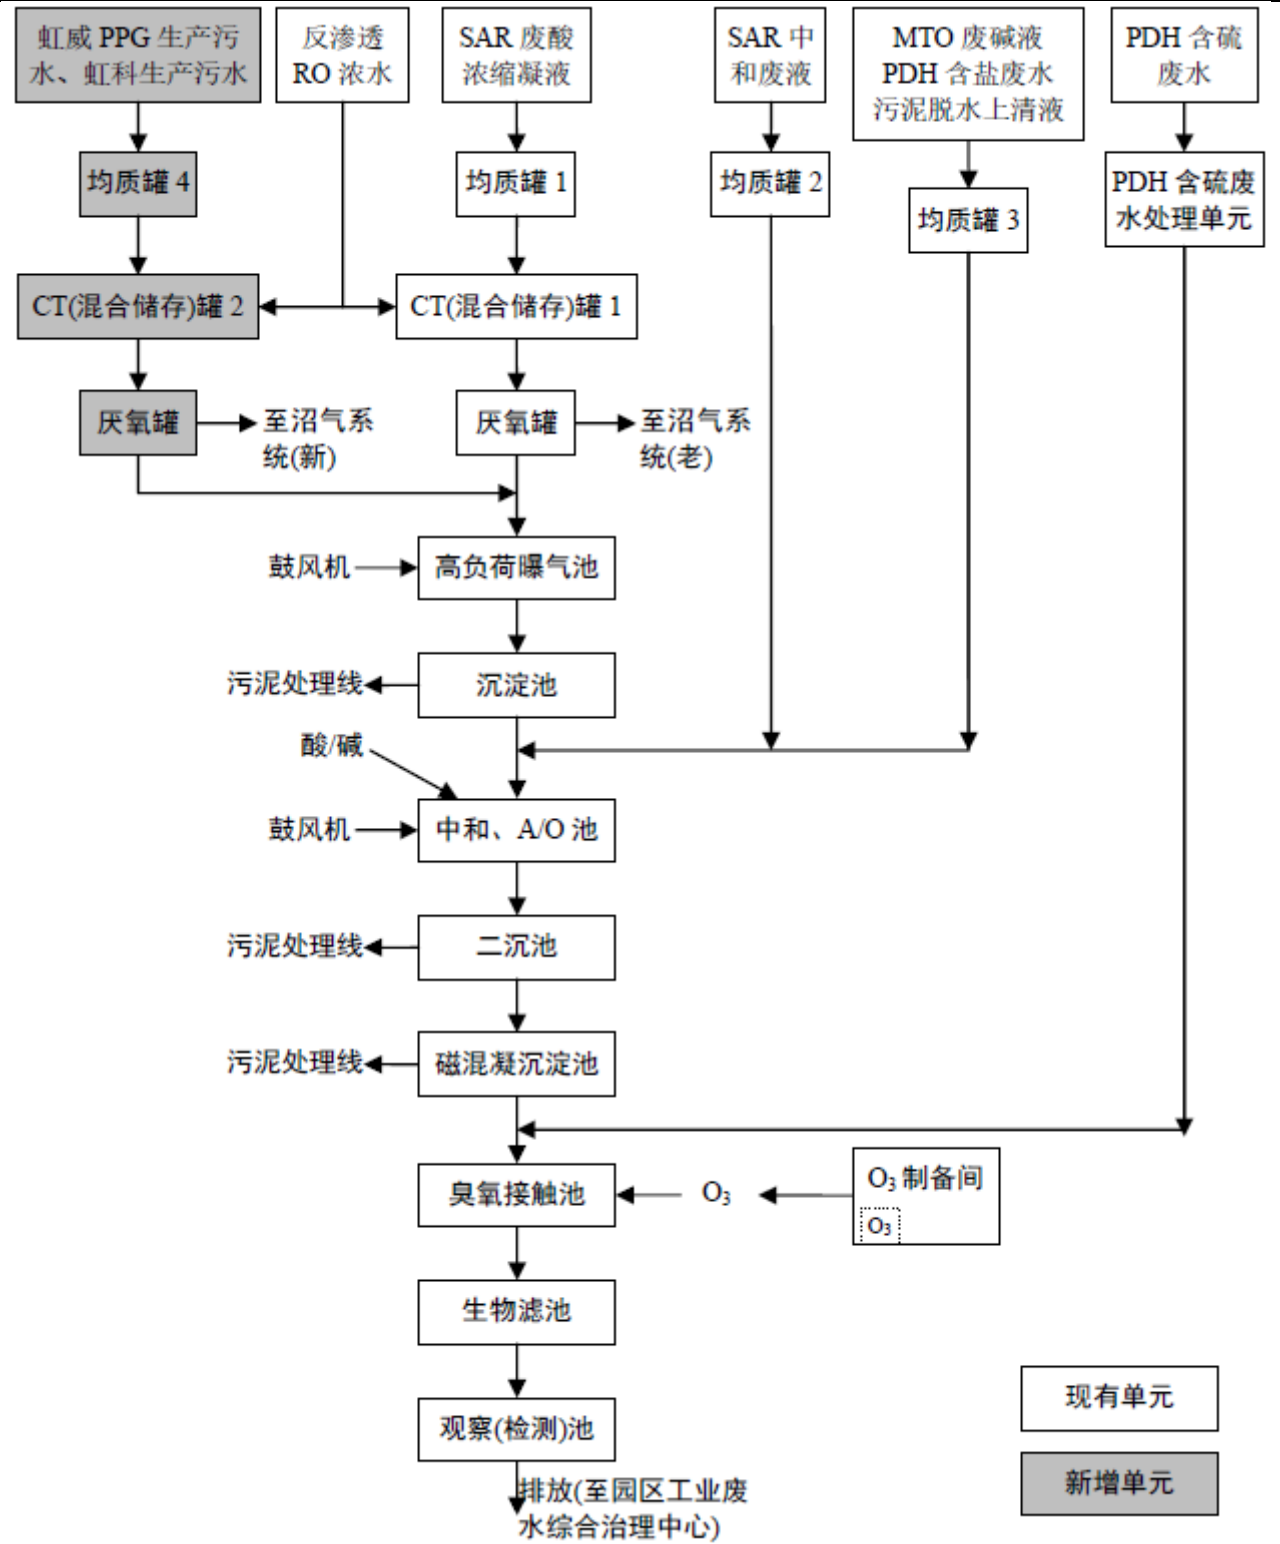 虹威 PPG 生产污
水、虹科生产污水
反渗透
RO 浓水
SAR 废酸
浓缩凝液
SAR 中
和废液
MTO 废碱液
PDH 含盐废水
污泥脱水上清液
PDH 含硫
废水
均质罐 4
均质罐 1
均质罐 2
均质罐 3
PDH 含硫废
水处理单元
CT(混合储存)罐 2
CT(混合储存)罐 1
厌氧罐
至沼气系
统(新)
厌氧罐
至沼气系
统(老)
鼓风机
高负荷曝气池
污泥处理线
沉淀池
酸/碱
鼓风机
中和、A/O 池
污泥处理线
二沉池
污泥处理线
磁混凝沉淀池
臭氧接触池
O₃
O₃ 制备间
O₃
生物滤池
观察(检测)池
排放(至园区工业废
水综合治理中心)
现有单元
新增单元